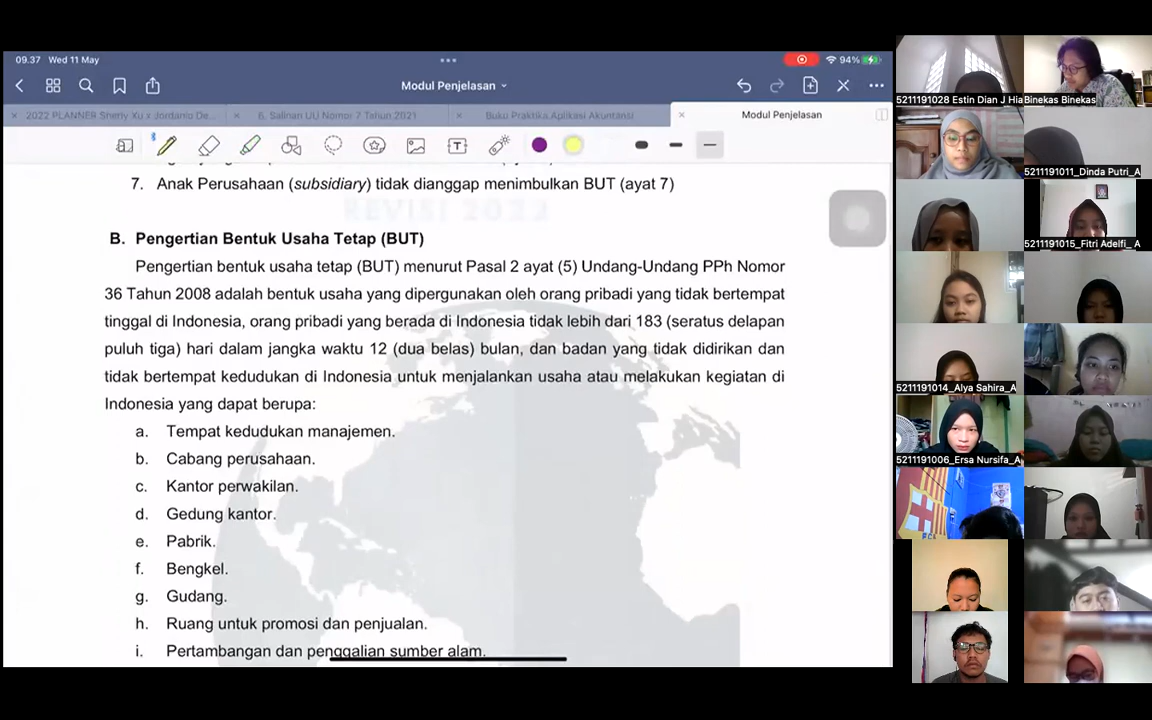 09.37 Wed 11 May
94%
Modul Penjelasan
2022 PLANNER Sherly Xu x Jordanio De...
6. Salinan UU Nomor 7 Tahun 2021
Buku Praktika Aplikasi Akuntansi
Modul Penjelasan
7. Anak Perusahaan (subsidiary) tidak dianggap menimbulkan BUT (ayat 7)
REVISI 2022
B. Pengertian Bentuk Usaha Tetap (BUT)
Pengertian bentuk usaha tetap (BUT) menurut Pasal 2 ayat (5) Undang-Undang PPh Nomor
36 Tahun 2008 adalah bentuk usaha yang dipergunakan oleh orang pribadi yang tidak bertempat
tinggal di Indonesia, orang pribadi yang berada di Indonesia tidak lebih dari 183 (seratus delapan
puluh tiga) hari dalam jangka waktu 12 (dua belas) bulan, dan badan yang tidak didirikan dan
tidak bertempat kedudukan di Indonesia untuk menjalankan usaha atau melakukan kegiatan di
Indonesia yang dapat berupa:
a. Tempat kedudukan manajemen.
b. Cabang perusahaan.
c. Kantor perwakilan.
d. Gedung kantor.
e. Pabrik.
f. Bengkel.
g. Gudang.
h. Ruang untuk promosi dan penjualan.
i. Pertambangan dan penggalian sumber alam.
5211191028 Estin Dian J Hia
Binekas Binekas
5211191011_Dinda Putri_A
5211191015_Fitri Adelfi_ A
5211191014_Alya Sahira_A
5211191006_Ersa Nursifa_A